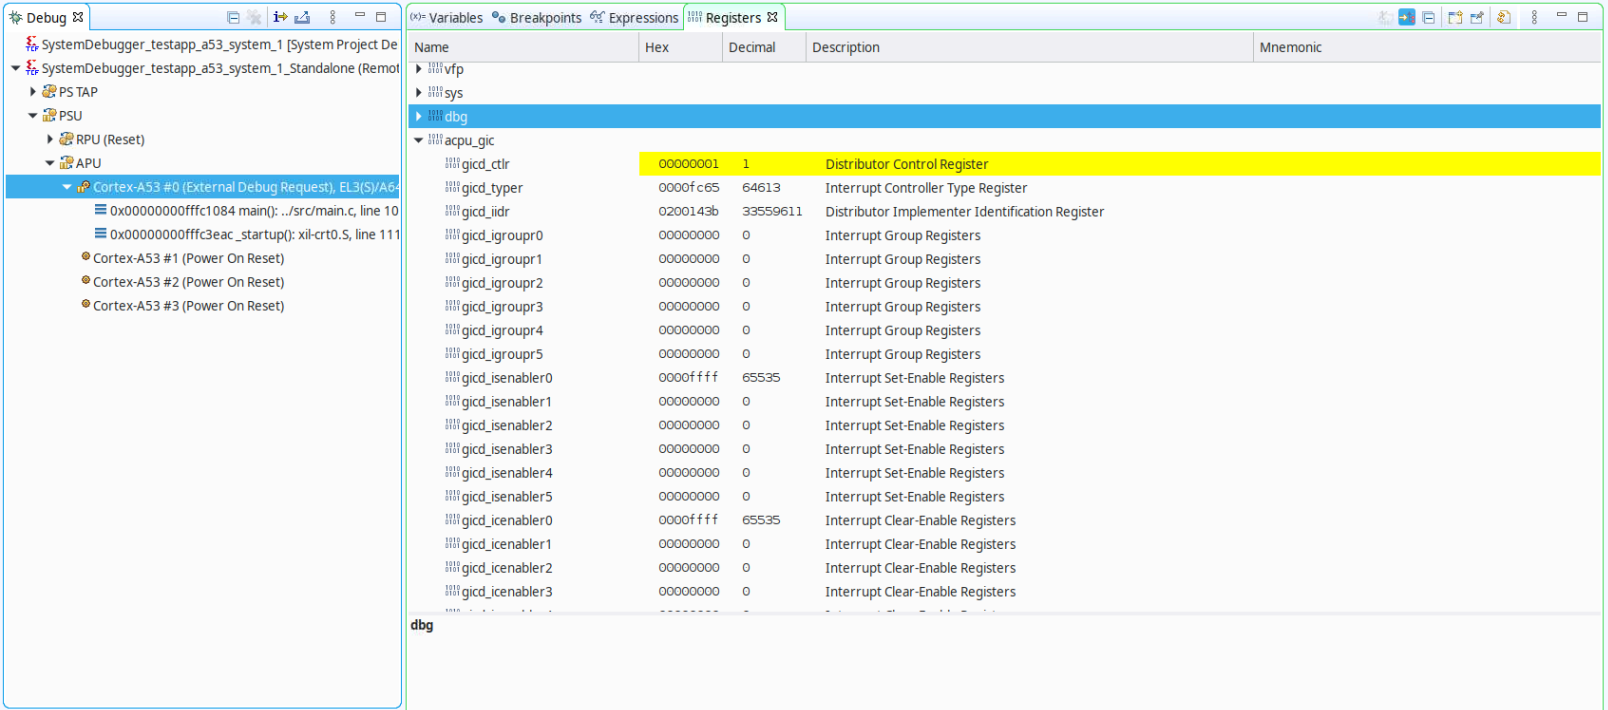 Debug
SystemDebugger_testapp_a53_system_1 [System Project De
SystemDebugger_testapp_a53_system_1_Standalone (Remot
PS TAP
PSU
RPU (Reset)
APU
Cortex-A53 #0 (External Debug Request), EL3(S)/A64
0x00000000fffc1084 main(): ../src/main.c, line 10
0x00000000fffc3eac _startup(): xil-crt0.S, line 111
Cortex-A53 #1 (Power On Reset)
Cortex-A53 #2 (Power On Reset)
Cortex-A53 #3 (Power On Reset)
(x)= Variables Breakpoints Expressions Registers
Name Hex Decimal Description Mnemonic
vfp
sys
dbg
acpu_gic
gicd_ctlr 00000001 1 Distributor Control Register
gicd_typer 0000fc65 64613 Interrupt Controller Type Register
gicd_iidr 0200143b 33559611 Distributor Implementer Identification Register
gicd_igroupr0 00000000 0 Interrupt Group Registers
gicd_igroupr1 00000000 0 Interrupt Group Registers
gicd_igroupr2 00000000 0 Interrupt Group Registers
gicd_igroupr3 00000000 0 Interrupt Group Registers
gicd_igroupr4 00000000 0 Interrupt Group Registers
gicd_igroupr5 00000000 0 Interrupt Group Registers
gicd_isenabler0 0000ffff 65535 Interrupt Set-Enable Registers
gicd_isenabler1 00000000 0 Interrupt Set-Enable Registers
gicd_isenabler2 00000000 0 Interrupt Set-Enable Registers
gicd_isenabler3 00000000 0 Interrupt Set-Enable Registers
gicd_isenabler4 00000000 0 Interrupt Set-Enable Registers
gicd_isenabler5 00000000 0 Interrupt Set-Enable Registers
gicd_icenabler0 0000ffff 65535 Interrupt Clear-Enable Registers
gicd_icenabler1 00000000 0 Interrupt Clear-Enable Registers
gicd_icenabler2 00000000 0 Interrupt Clear-Enable Registers
gicd_icenabler3 00000000 0 Interrupt Clear-Enable Registers
dbg